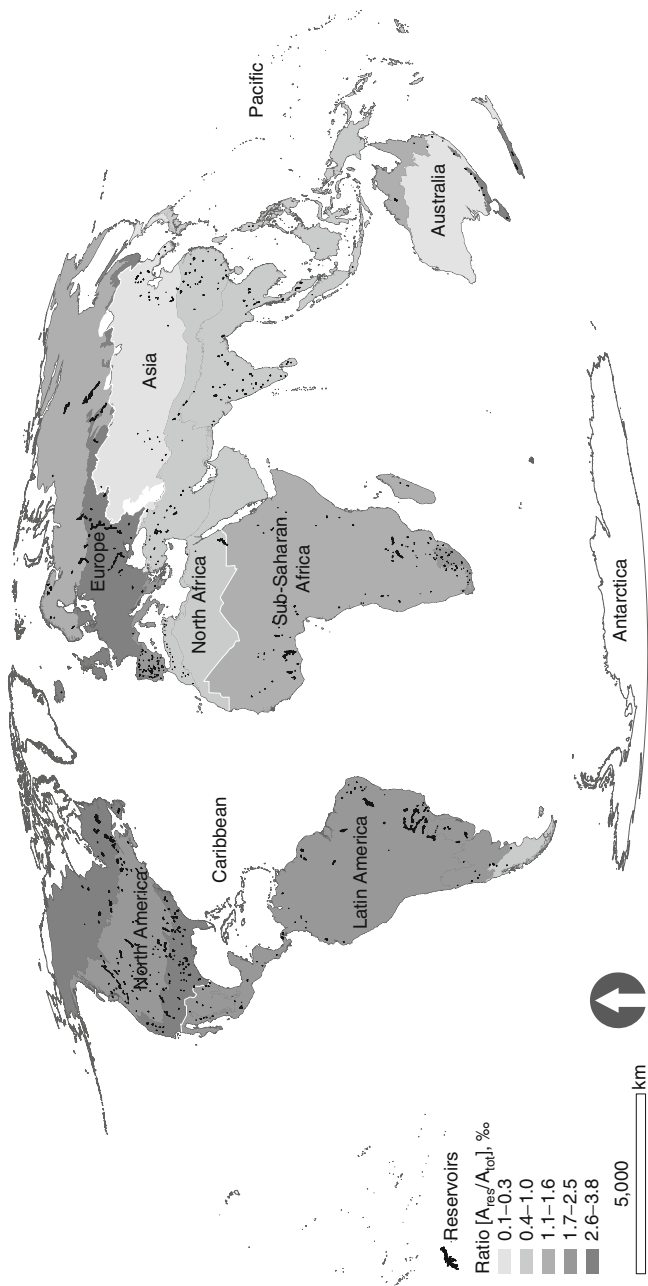 Pacific
Asia
Europe
North America
North Africa
Caribbean
Sub-Saharan
Africa
Australia
Latin America
Antarctica
Reservoirs
Ratio [A_res/A_tot], ‰
0.1–0.3
0.4–1.0
1.1–1.6
1.7–2.5
2.6–3.8
5,000
km